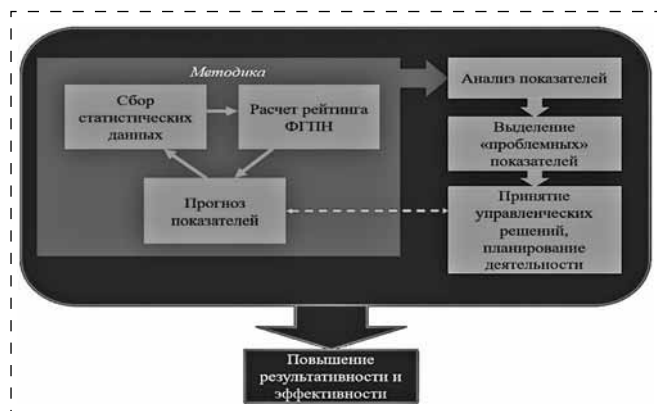 Методика
Сбор
статистических
данных
Расчет рейтинга
ФГПН
Прогноз
показателей
Анализ показателей
Выделение
«проблемных»
показателей
Принятие
управленческих
решений,
планирование
деятельности
Повышение
результативности и
эффективности